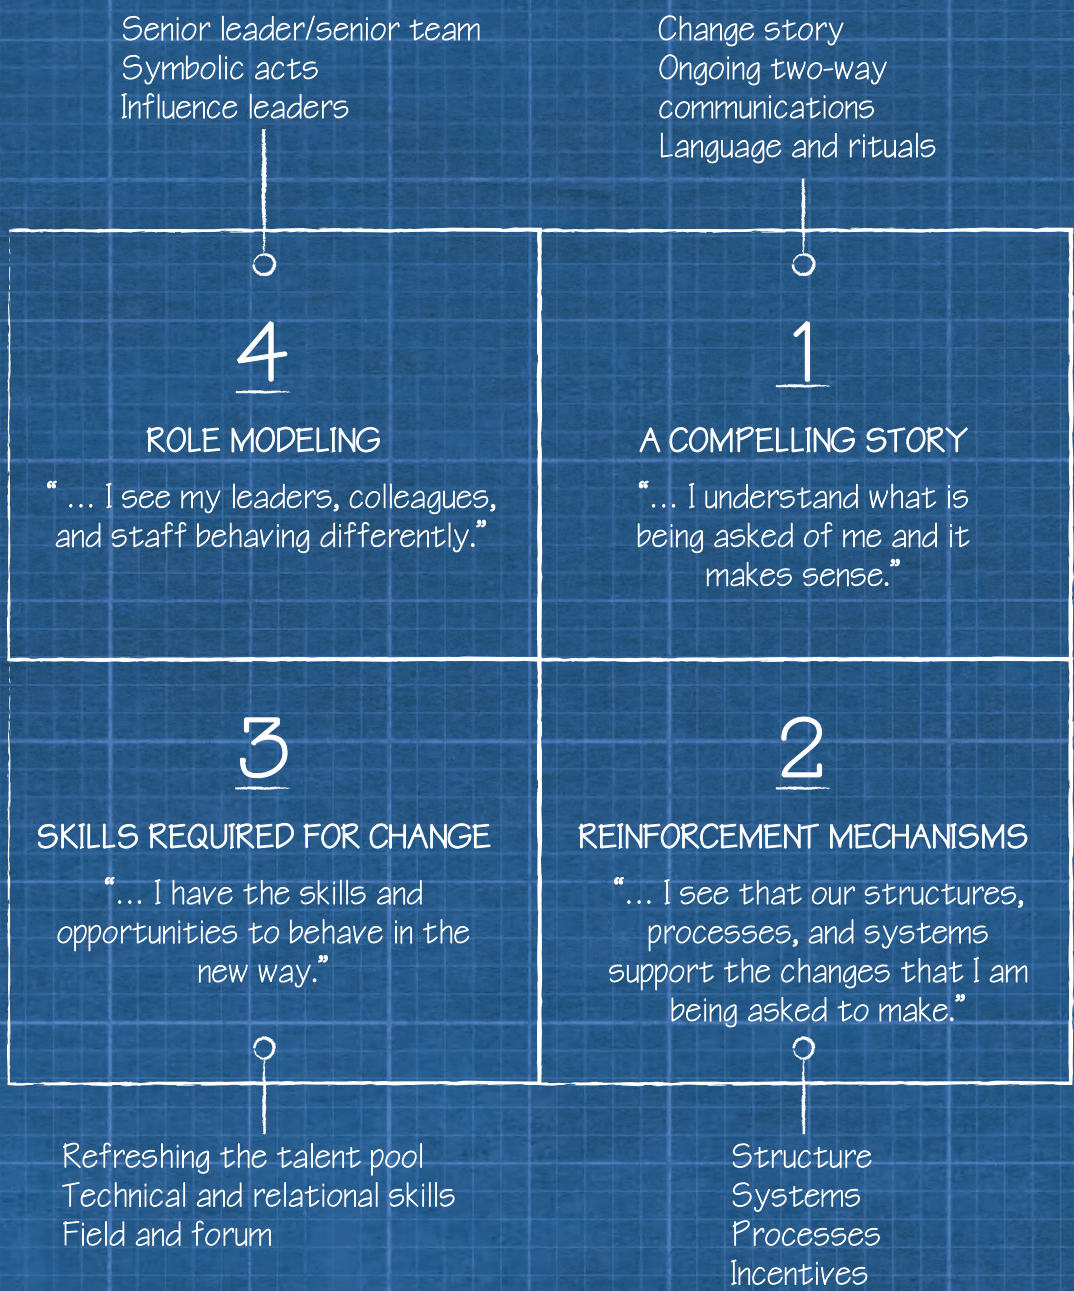 Senior leader/senior team
Symbolic acts
Influence leaders
Change story
Ongoing two-way
communications
Language and rituals
4
ROLE MODELING
“ ... I see my leaders, colleagues,
and staff behaving differently.”
1
A COMPELLING STORY
“... I understand what is
being asked of me and it
makes sense.”
3
SKILLS REQUIRED FOR CHANGE
“... I have the skills and
opportunities to behave in the
new way.”
2
REINFORCEMENT MECHANISMS
“... I see that our structures,
processes, and systems
support the changes that I am
being asked to make.”
Refreshing the talent pool
Technical and relational skills
Field and forum
Structure
Systems
Processes
Incentives